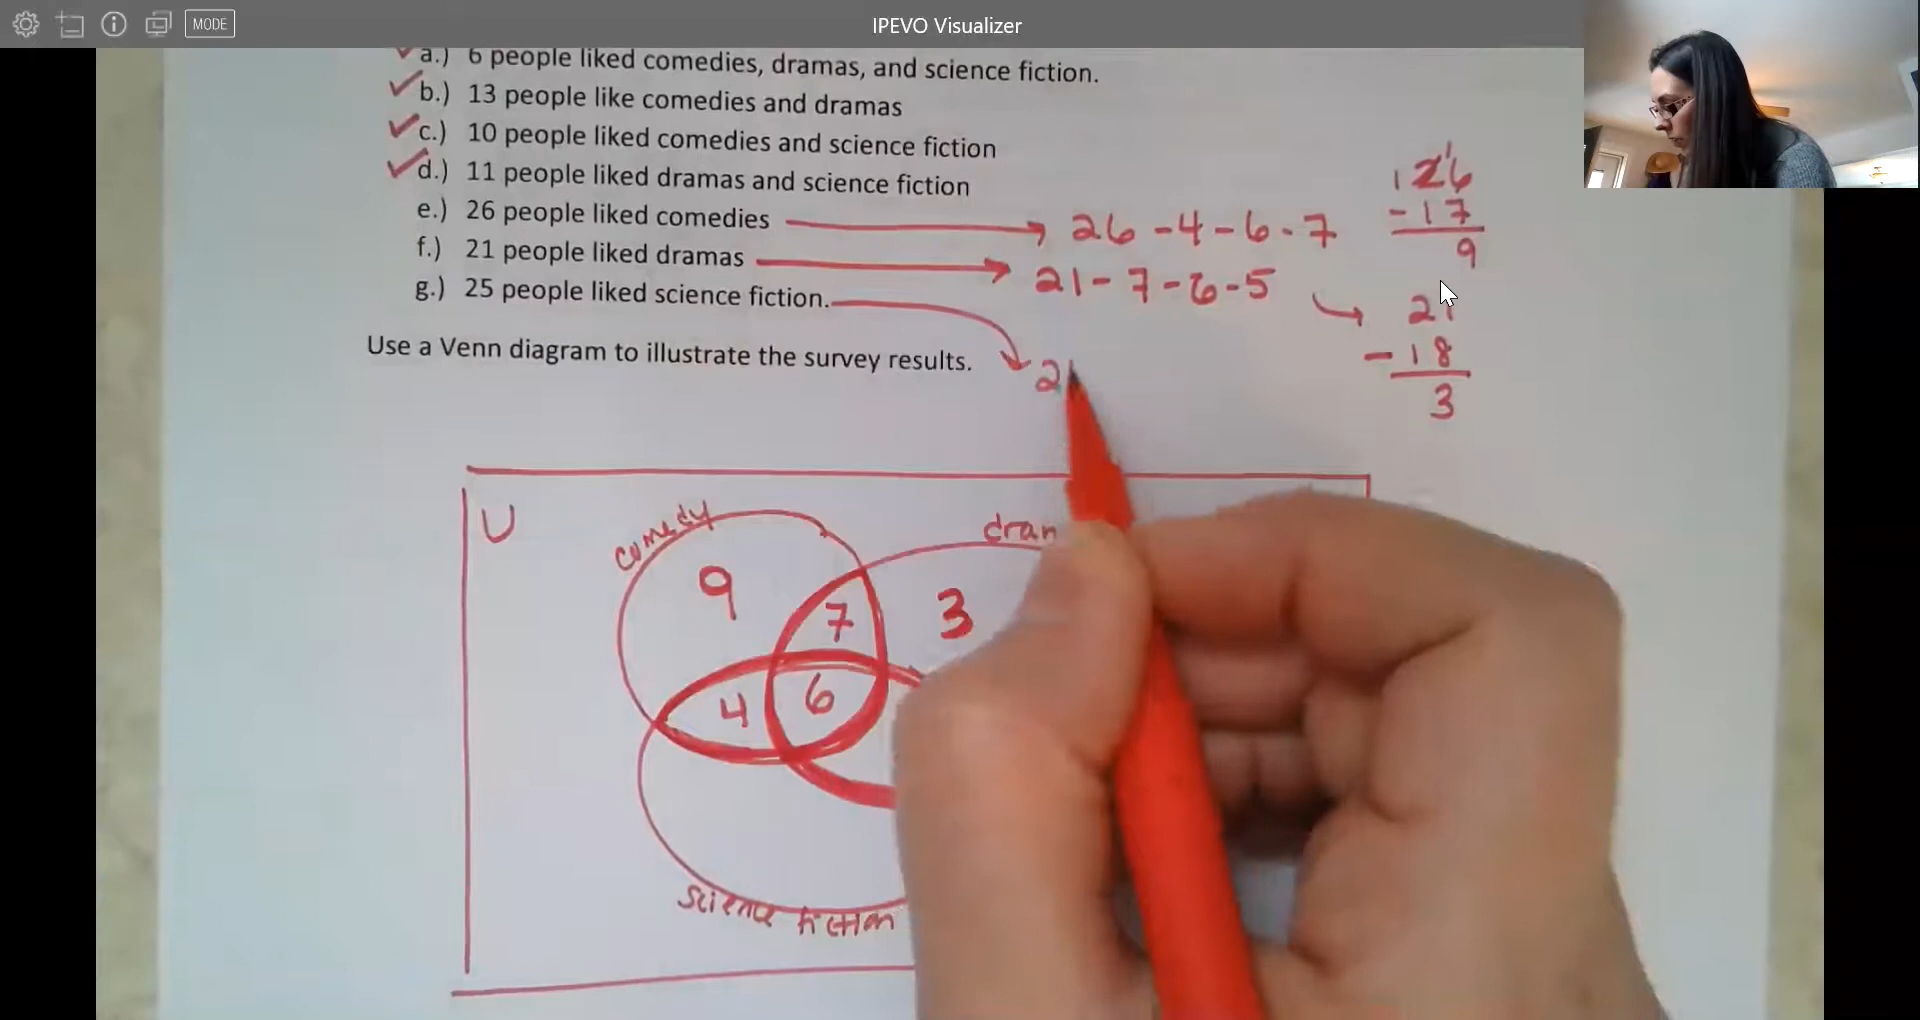 MODE
IPEVO Visualizer
a.) 6 people liked comedies, dramas, and science fiction.
b.) 13 people like comedies and dramas
c.) 10 people liked comedies and science fiction
d.) 11 people liked dramas and science fiction
e.) 26 people liked comedies
26 - 4 - 6 - 7
26
- 17
9
f.) 21 people liked dramas
21 - 7 - 6 - 5
21
- 18
3
g.) 25 people liked science fiction.
Use a Venn diagram to illustrate the survey results.
U
comedy
9
7
3
4
6
science fiction